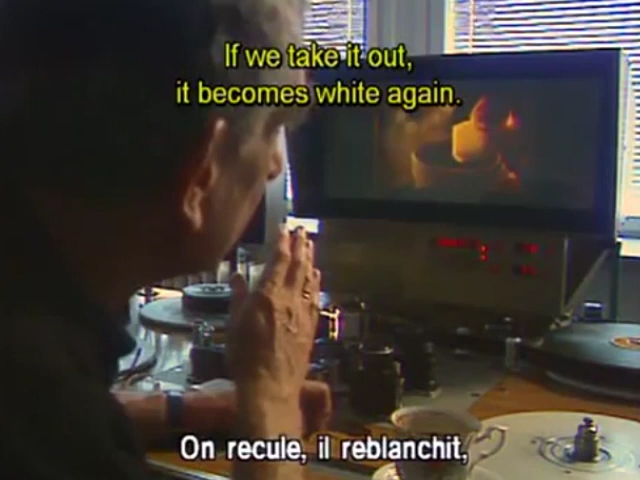 If we take it out,
it becomes white again.
On recule, il reblanchit,